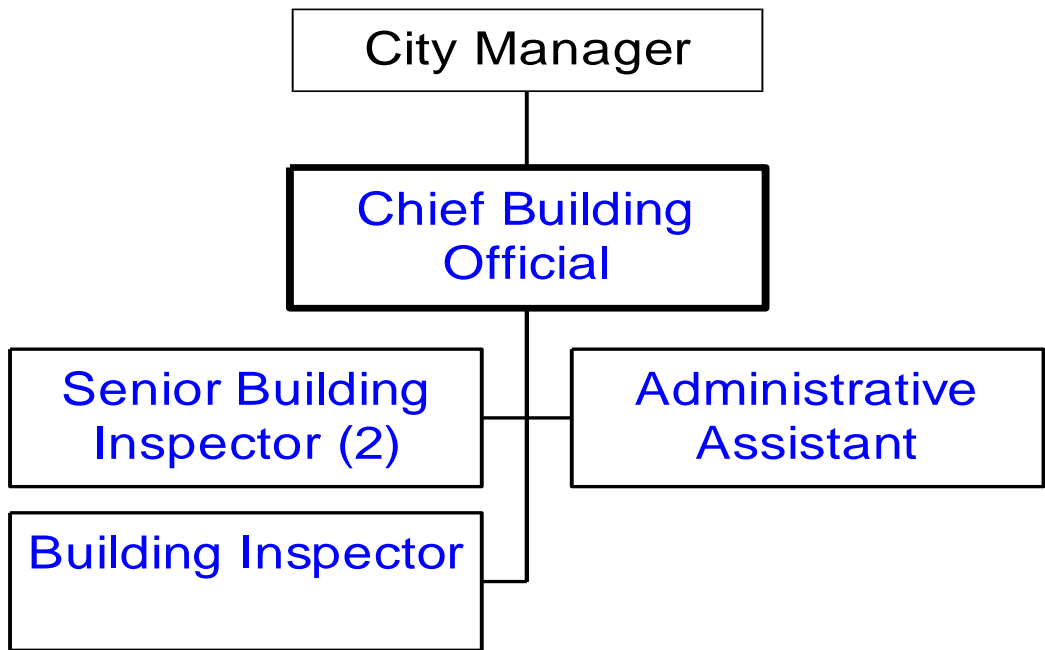 City Manager
Chief Building
Official
Senior Building
Inspector (2)
Administrative
Assistant
Building Inspector